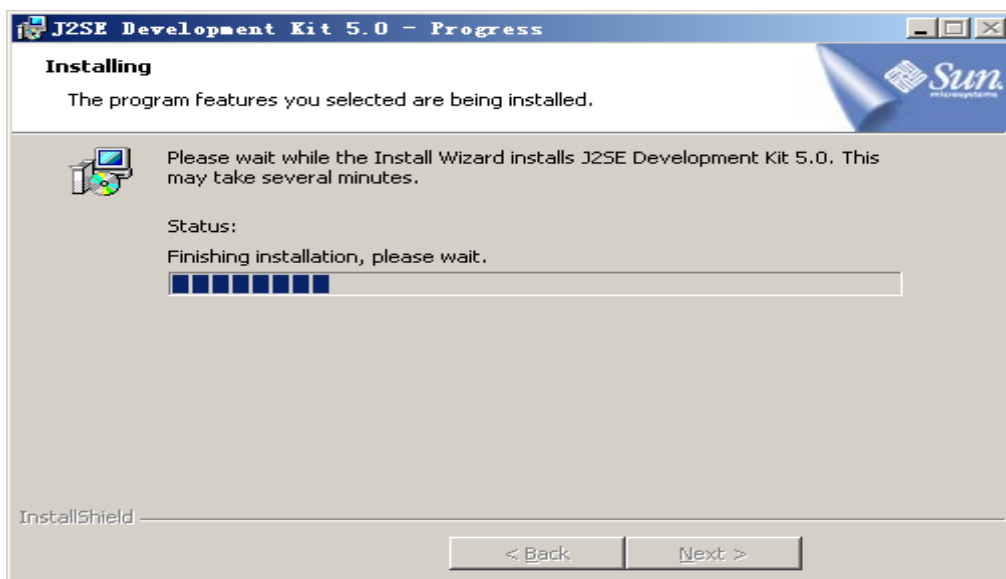 J2SE Development Kit 5.0 - Progress
Installing
The program features you selected are being installed.
Sun
microsystems
Please wait while the Install Wizard installs J2SE Development Kit 5.0. This
may take several minutes.
Status:
Finishing installation, please wait.
InstallShield
< Back
Next >